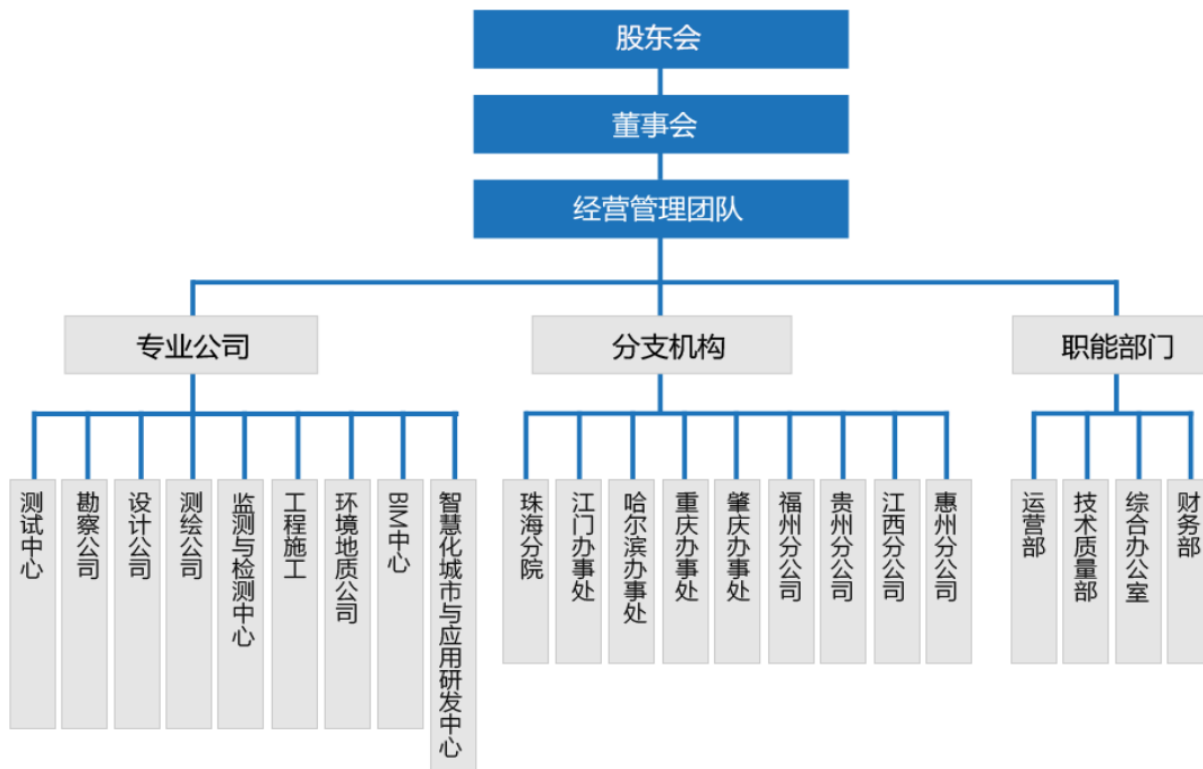 股东会
董事会
经营管理团队
专业公司
分支机构
职能部门
测试中心
勘察公司
设计公司
测绘公司
监测与检测中心
工程施工
环境地质公司
BIM中心
智慧化城市与应用研发中心
珠海分院
江门办事处
哈尔滨办事处
重庆办事处
肇庆办事处
福州分公司
贵州分公司
江西分公司
惠州分公司
运营部
技术质量部
综合办公室
财务部